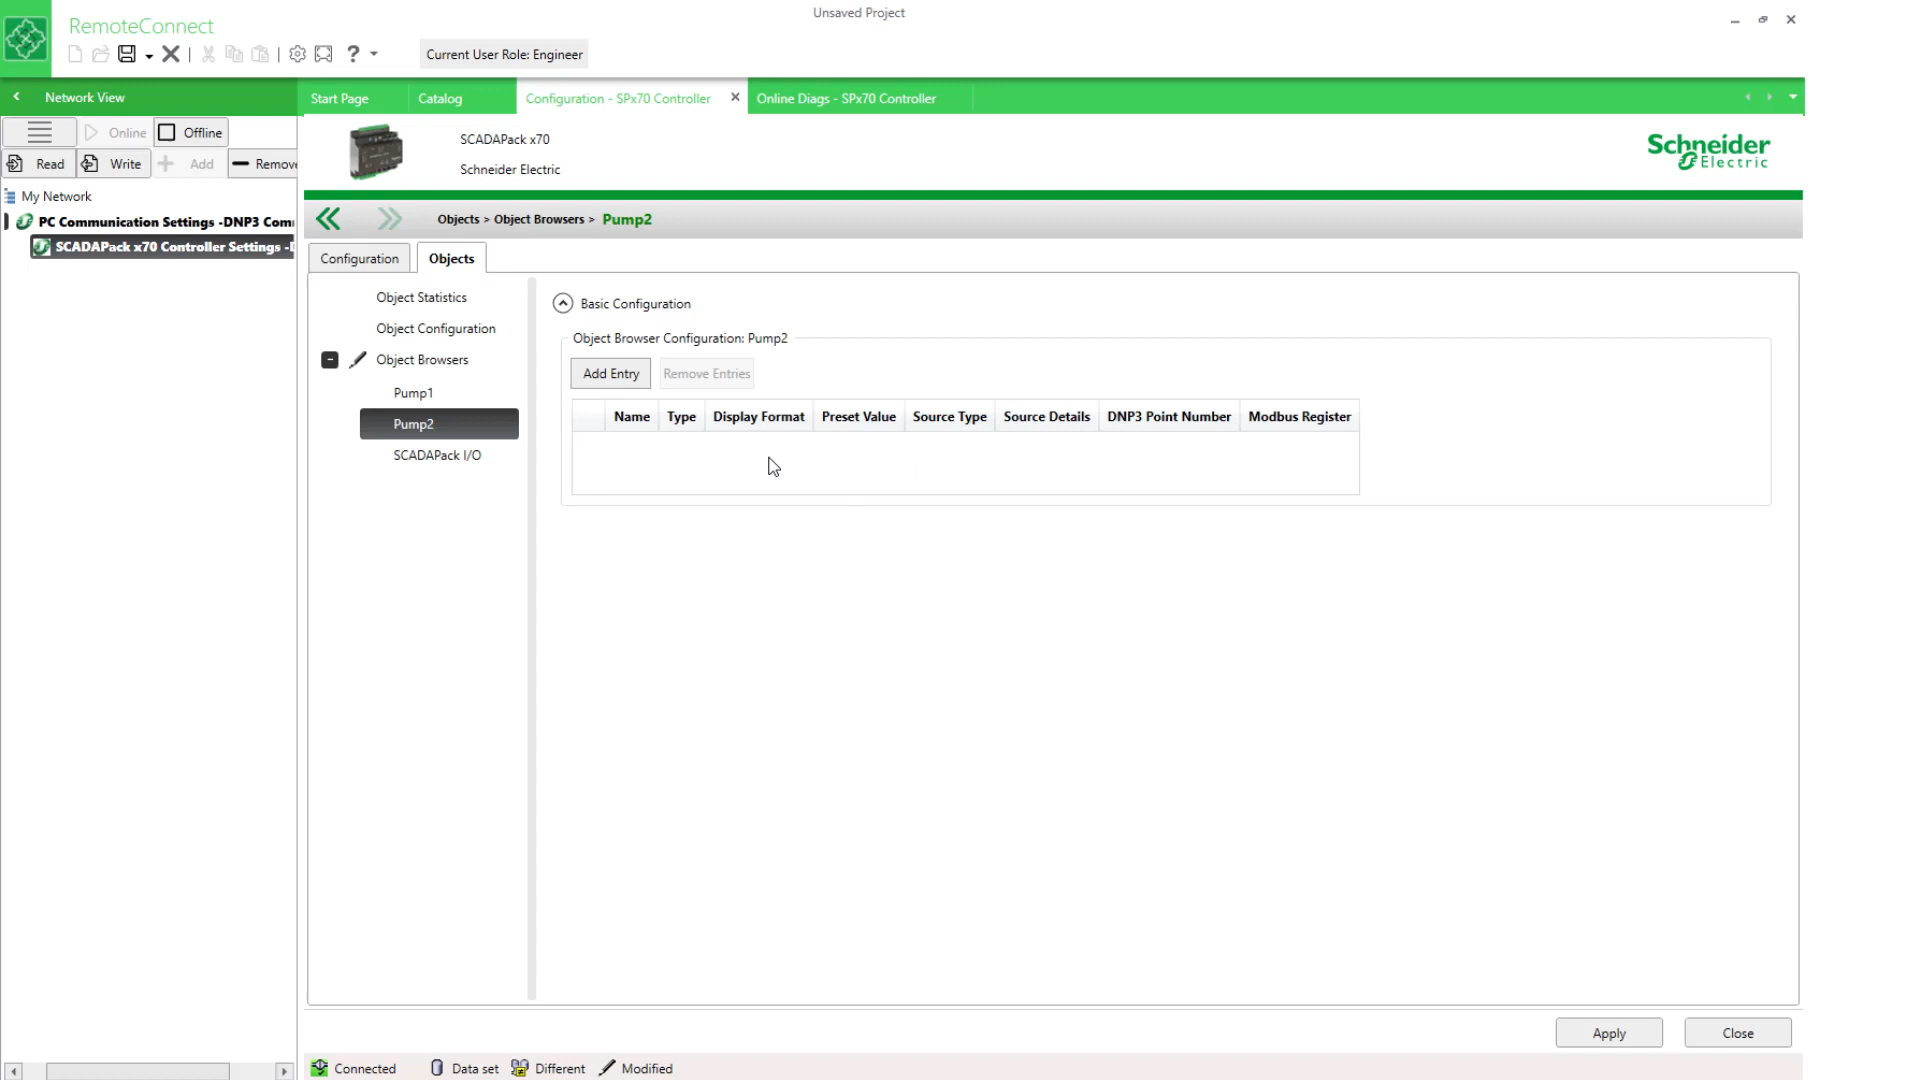 Unsaved Project
RemoteConnect
Current User Role: Engineer
Network View
Start Page
Catalog
Configuration - SPx70 Controller
Online Diags - SPx70 Controller
Online
Offline
Read
Write
Add
Remove
My Network
PC Communication Settings -DNP3 Com
SCADAPack x70 Controller Settings -D
SCADAPack x70
Schneider Electric
Schneider
Electric
Objects > Object Browsers > Pump2
Configuration
Objects
Object Statistics
Object Configuration
Object Browsers
Pump1
Pump2
SCADAPack I/O
Basic Configuration
Object Browser Configuration: Pump2
Add Entry
Remove Entries
Name Type Display Format Preset Value Source Type Source Details DNP3 Point Number Modbus Register
Apply
Close
Connected
Data set
Different
Modified